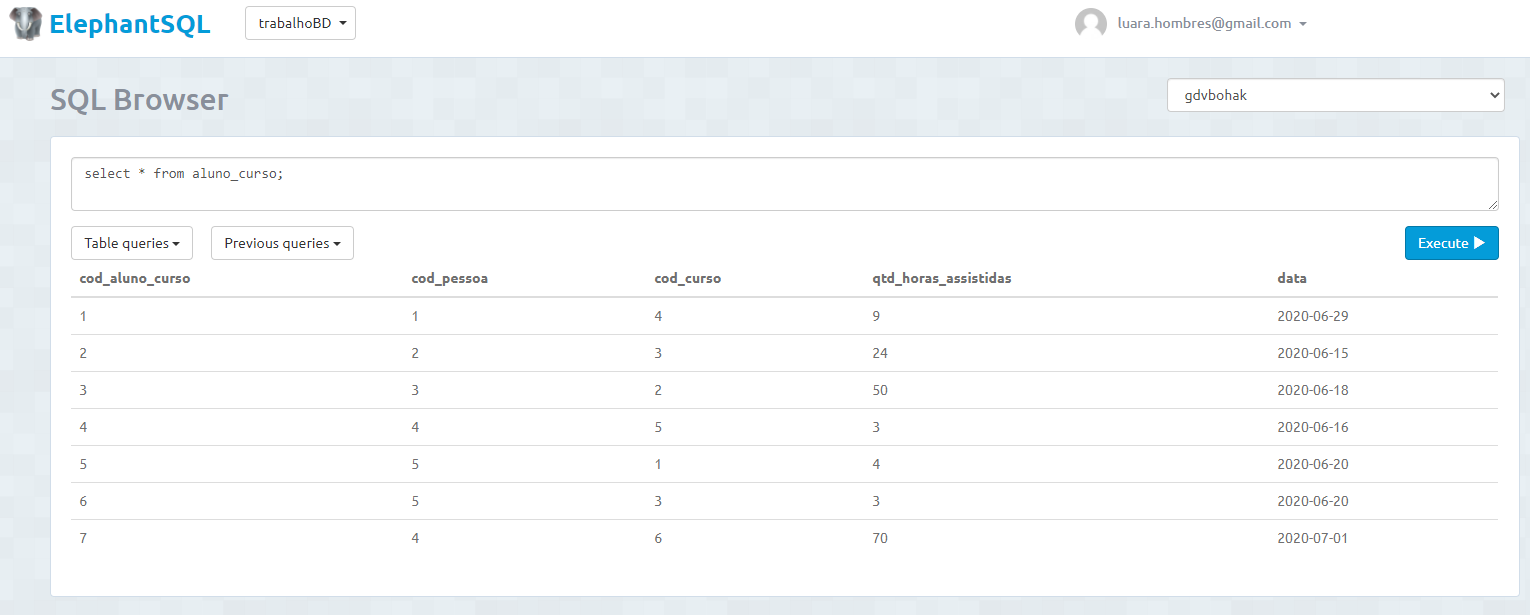 ElephantSQL trabalhoBD luara.hombres@gmail.com
SQL Browser gdvbohak
select * from aluno_curso;
Table queries Previous queries Execute
cod_aluno_curso cod_pessoa cod_curso qtd_horas_assistidas data
1 1 4 9 2020-06-29
2 2 3 24 2020-06-15
3 3 2 50 2020-06-18
4 4 5 3 2020-06-16
5 5 1 4 2020-06-20
6 5 3 3 2020-06-20
7 4 6 70 2020-07-01